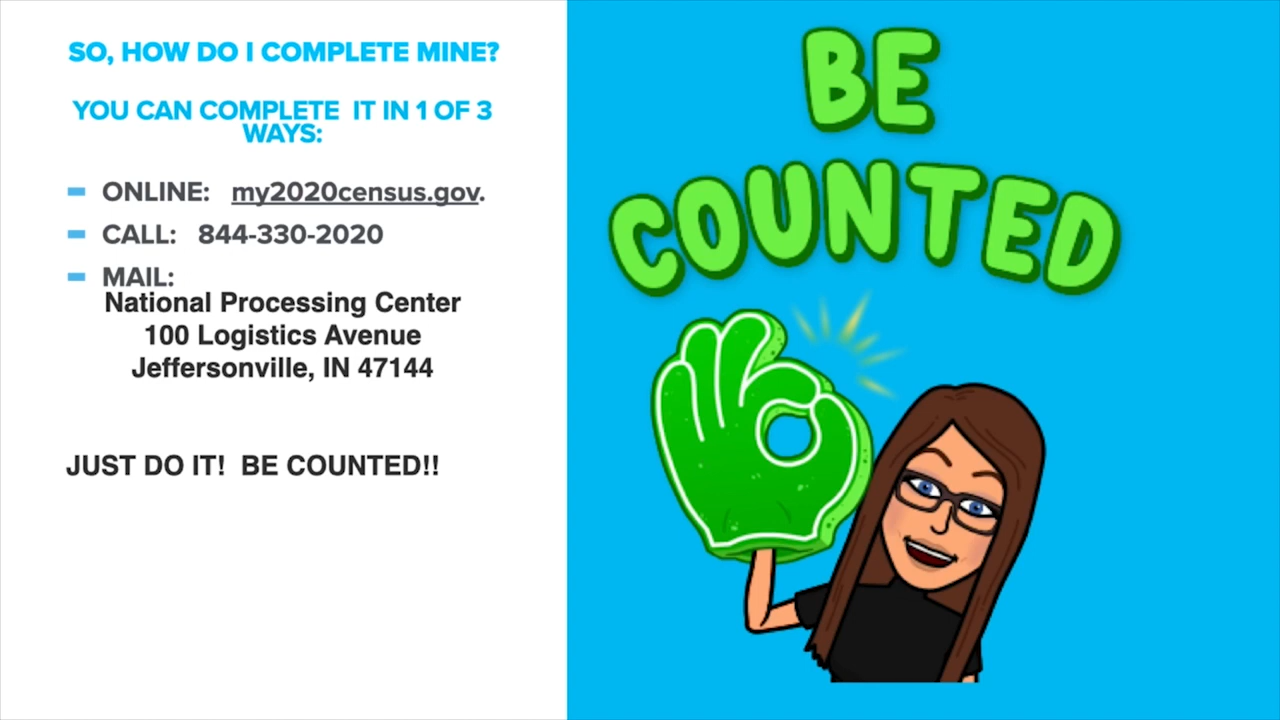 SO, HOW DO I COMPLETE MINE?
YOU CAN COMPLETE IT IN 1 OF 3
WAYS:
ONLINE: my2020census.gov.
CALL: 844-330-2020
MAIL:
National Processing Center
100 Logistics Avenue
Jeffersonville, IN 47144
JUST DO IT! BE COUNTED!!
BE
COUNTED